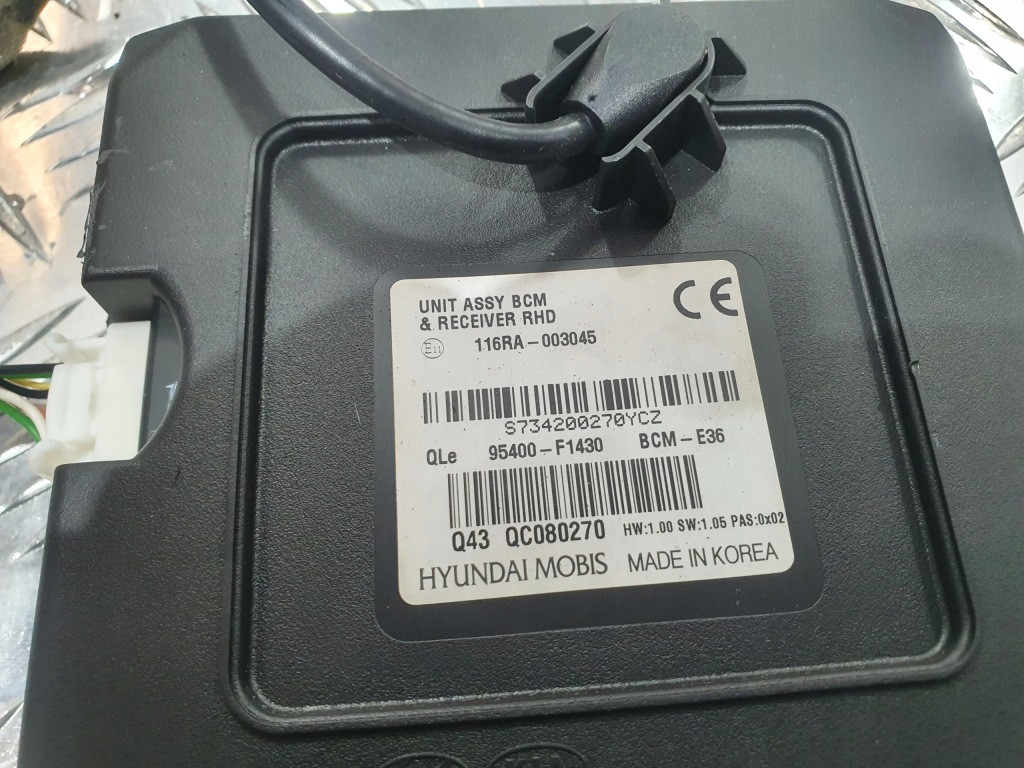 UNIT ASSY BCM
& RECEIVER RHD
E11 116RA-003045
CE
S734200270YCZ
QLe 95400-F1430 BCM-E36
Q43 QC080270 HW:1.00 SW:1.05 PAS:0x02
HYUNDAI MOBIS MADE IN KOREA